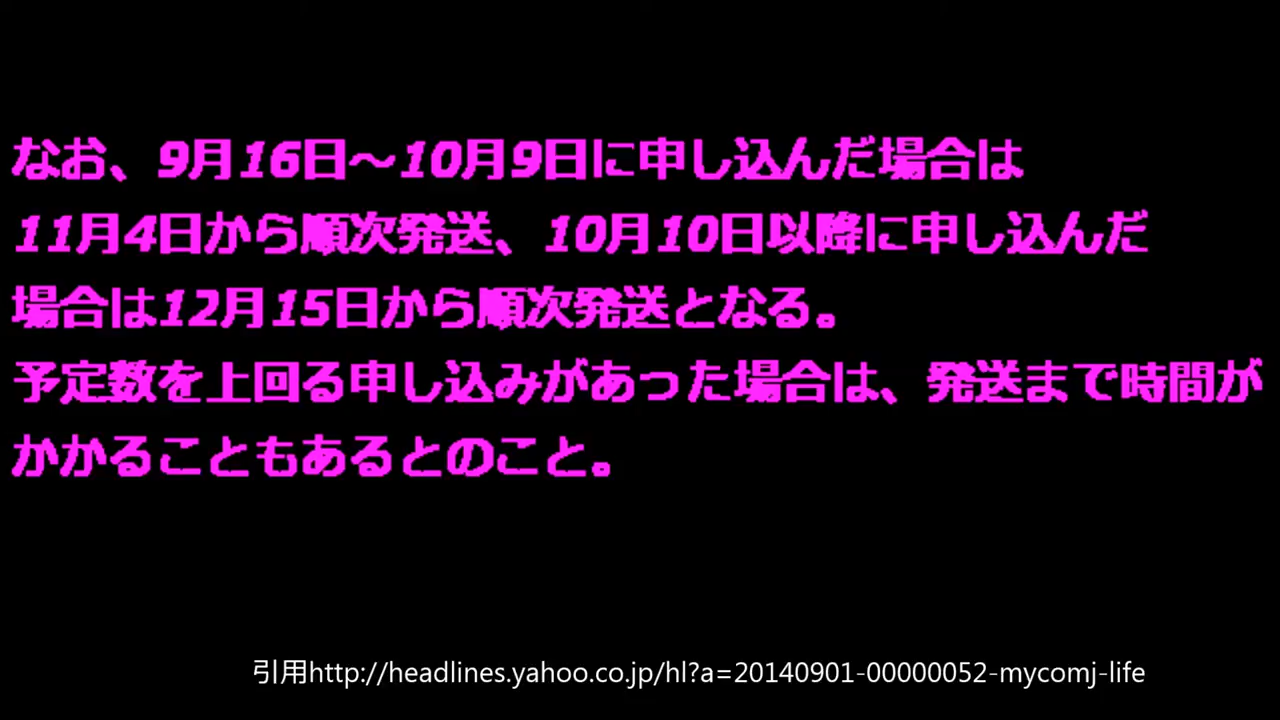 なお、9月16日～10月9日に申し込んだ場合は
11月4日から順次発送、10月10日以降に申し込んだ
場合は12月15日から順次発送となる。
予定数を上回る申し込みがあった場合は、発送まで時間が
かかることもあるとのこと。
引用http://headlines.yahoo.co.jp/hl?a=20140901-00000052-mycomj-life